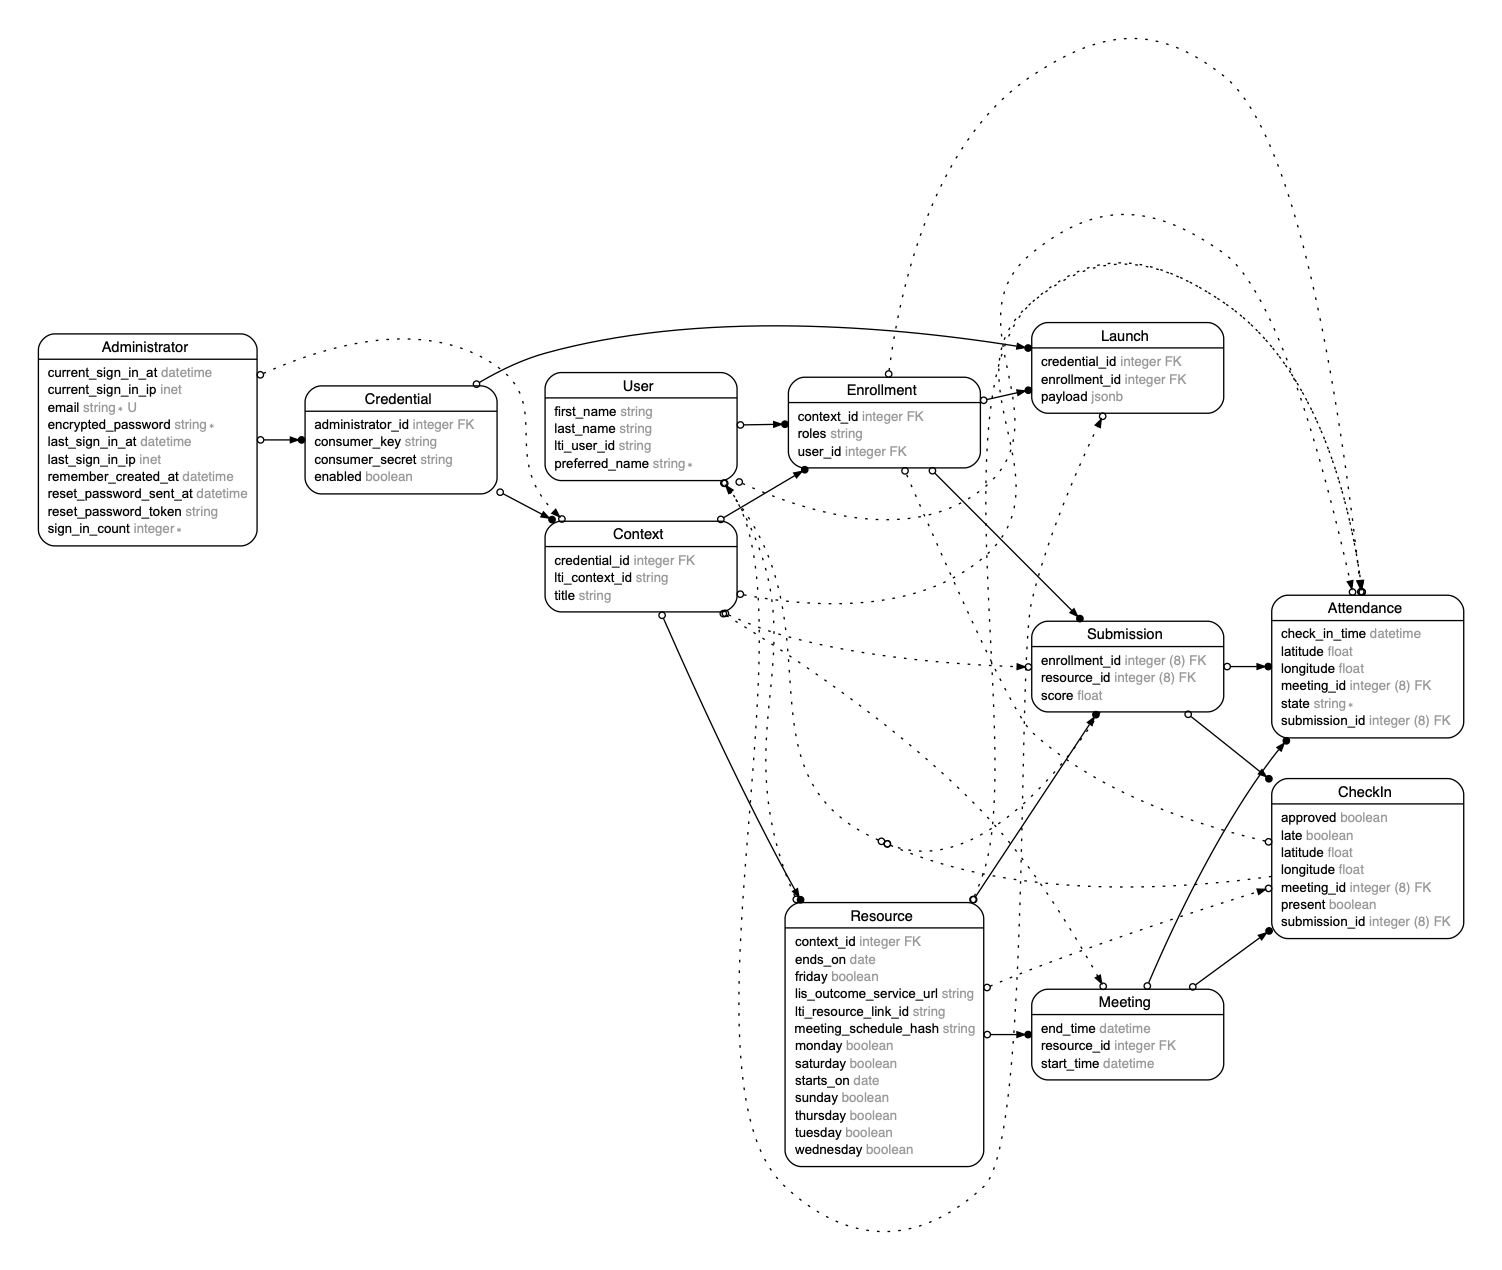 Administrator
current_sign_in_at datetime
current_sign_in_ip inet
email string∗ U
encrypted_password string∗
last_sign_in_at datetime
last_sign_in_ip inet
remember_created_at datetime
reset_password_sent_at datetime
reset_password_token string
sign_in_count integer∗
Credential
administrator_id integer FK
consumer_key string
consumer_secret string
enabled boolean
User
first_name string
last_name string
lti_user_id string
preferred_name string∗
Context
credential_id integer FK
lti_context_id string
title string
Enrollment
context_id integer FK
roles string
user_id integer FK
Launch
credential_id integer FK
enrollment_id integer FK
payload jsonb
Submission
enrollment_id integer (8) FK
resource_id integer (8) FK
score float
Attendance
check_in_time datetime
latitude float
longitude float
meeting_id integer (8) FK
state string∗
submission_id integer (8) FK
CheckIn
approved boolean
late boolean
latitude float
longitude float
meeting_id integer (8) FK
present boolean
submission_id integer (8) FK
Resource
context_id integer FK
ends_on date
friday boolean
lis_outcome_service_url string
lti_resource_link_id string
meeting_schedule_hash string
monday boolean
saturday boolean
starts_on date
sunday boolean
thursday boolean
tuesday boolean
wednesday boolean
Meeting
end_time datetime
resource_id integer FK
start_time datetime